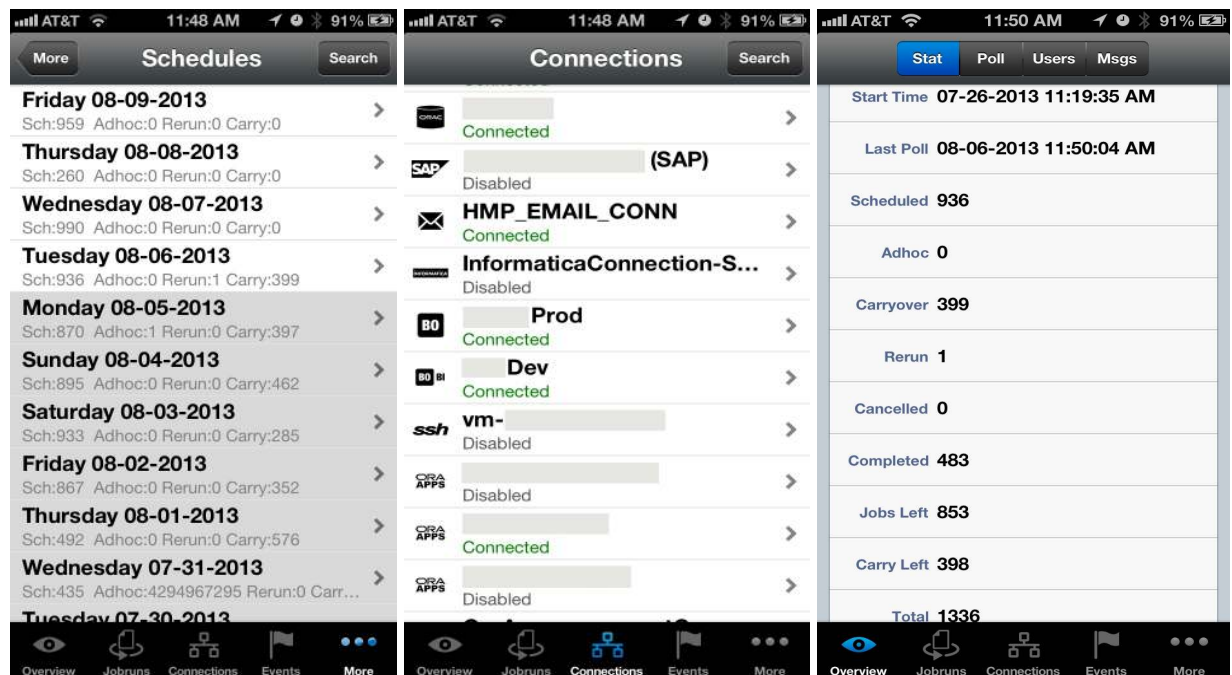 AT&T 11:48 AM 91%
More Schedules Search
Friday 08-09-2013
Sch:959 Adhoc:0 Rerun:0 Carry:0
Thursday 08-08-2013
Sch:260 Adhoc:0 Rerun:0 Carry:0
Wednesday 08-07-2013
Sch:990 Adhoc:0 Rerun:0 Carry:0
Tuesday 08-06-2013
Sch:936 Adhoc:0 Rerun:1 Carry:399
Monday 08-05-2013
Sch:870 Adhoc:1 Rerun:0 Carry:397
Sunday 08-04-2013
Sch:895 Adhoc:0 Rerun:0 Carry:462
Saturday 08-03-2013
Sch:933 Adhoc:0 Rerun:0 Carry:285
Friday 08-02-2013
Sch:867 Adhoc:0 Rerun:0 Carry:352
Thursday 08-01-2013
Sch:492 Adhoc:0 Rerun:0 Carry:576
Wednesday 07-31-2013
Sch:435 Adhoc:4294967295 Rerun:0 Carr...
Tuesday 07-30-2013
Overview Jobruns Connections Events More
AT&T 11:48 AM 91%
Connections Search
ORAC
Connected
SAP (SAP)
Disabled
HMP_EMAIL_CONN
Connected
INFORMATICA InformaticaConnection-S...
Disabled
BO Prod
Connected
BO BI Dev
Connected
ssh vm-
Disabled
ORA APPS
Disabled
ORA APPS
Connected
ORA APPS
Disabled
Overview Jobruns Connections Events More
AT&T 11:50 AM 91%
Stat Poll Users Msgs
Start Time 07-26-2013 11:19:35 AM
Last Poll 08-06-2013 11:50:04 AM
Scheduled 936
Adhoc 0
Carryover 399
Rerun 1
Cancelled 0
Completed 483
Jobs Left 853
Carry Left 398
Total 1336
Overview Jobruns Connections Events More